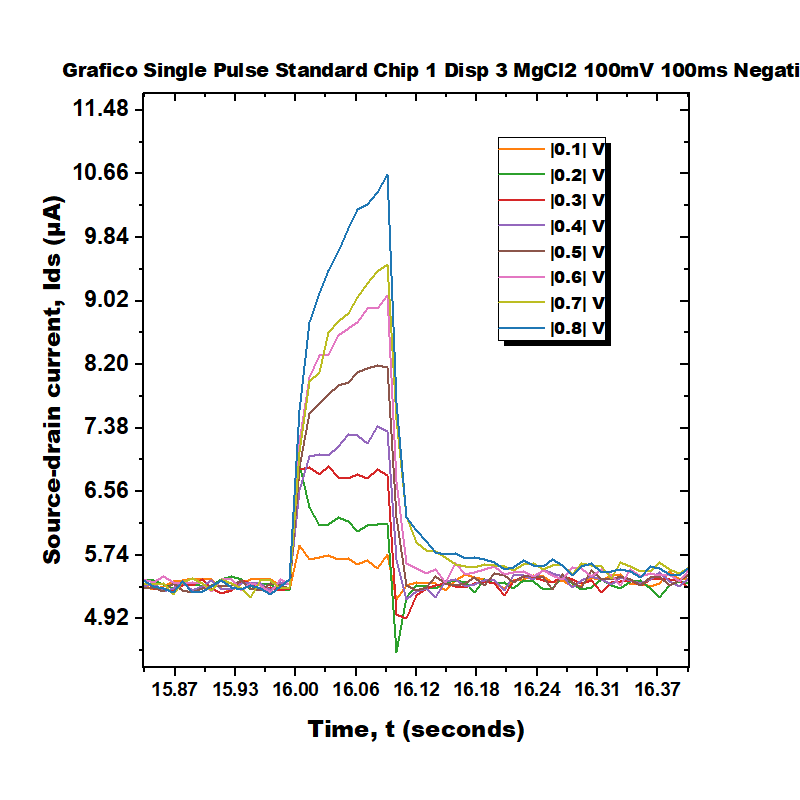 Grafico Single Pulse Standard Chip 1 Disp 3 MgCl2 100mV 100ms Negati
11.48
10.66
9.84
9.02
8.20
7.38
6.56
5.74
4.92
Source-drain current, Ids (µA)
|0.1| V
|0.2| V
|0.3| V
|0.4| V
|0.5| V
|0.6| V
|0.7| V
|0.8| V
15.87 15.93 16.00 16.06 16.12 16.18 16.24 16.31 16.37
Time, t (seconds)